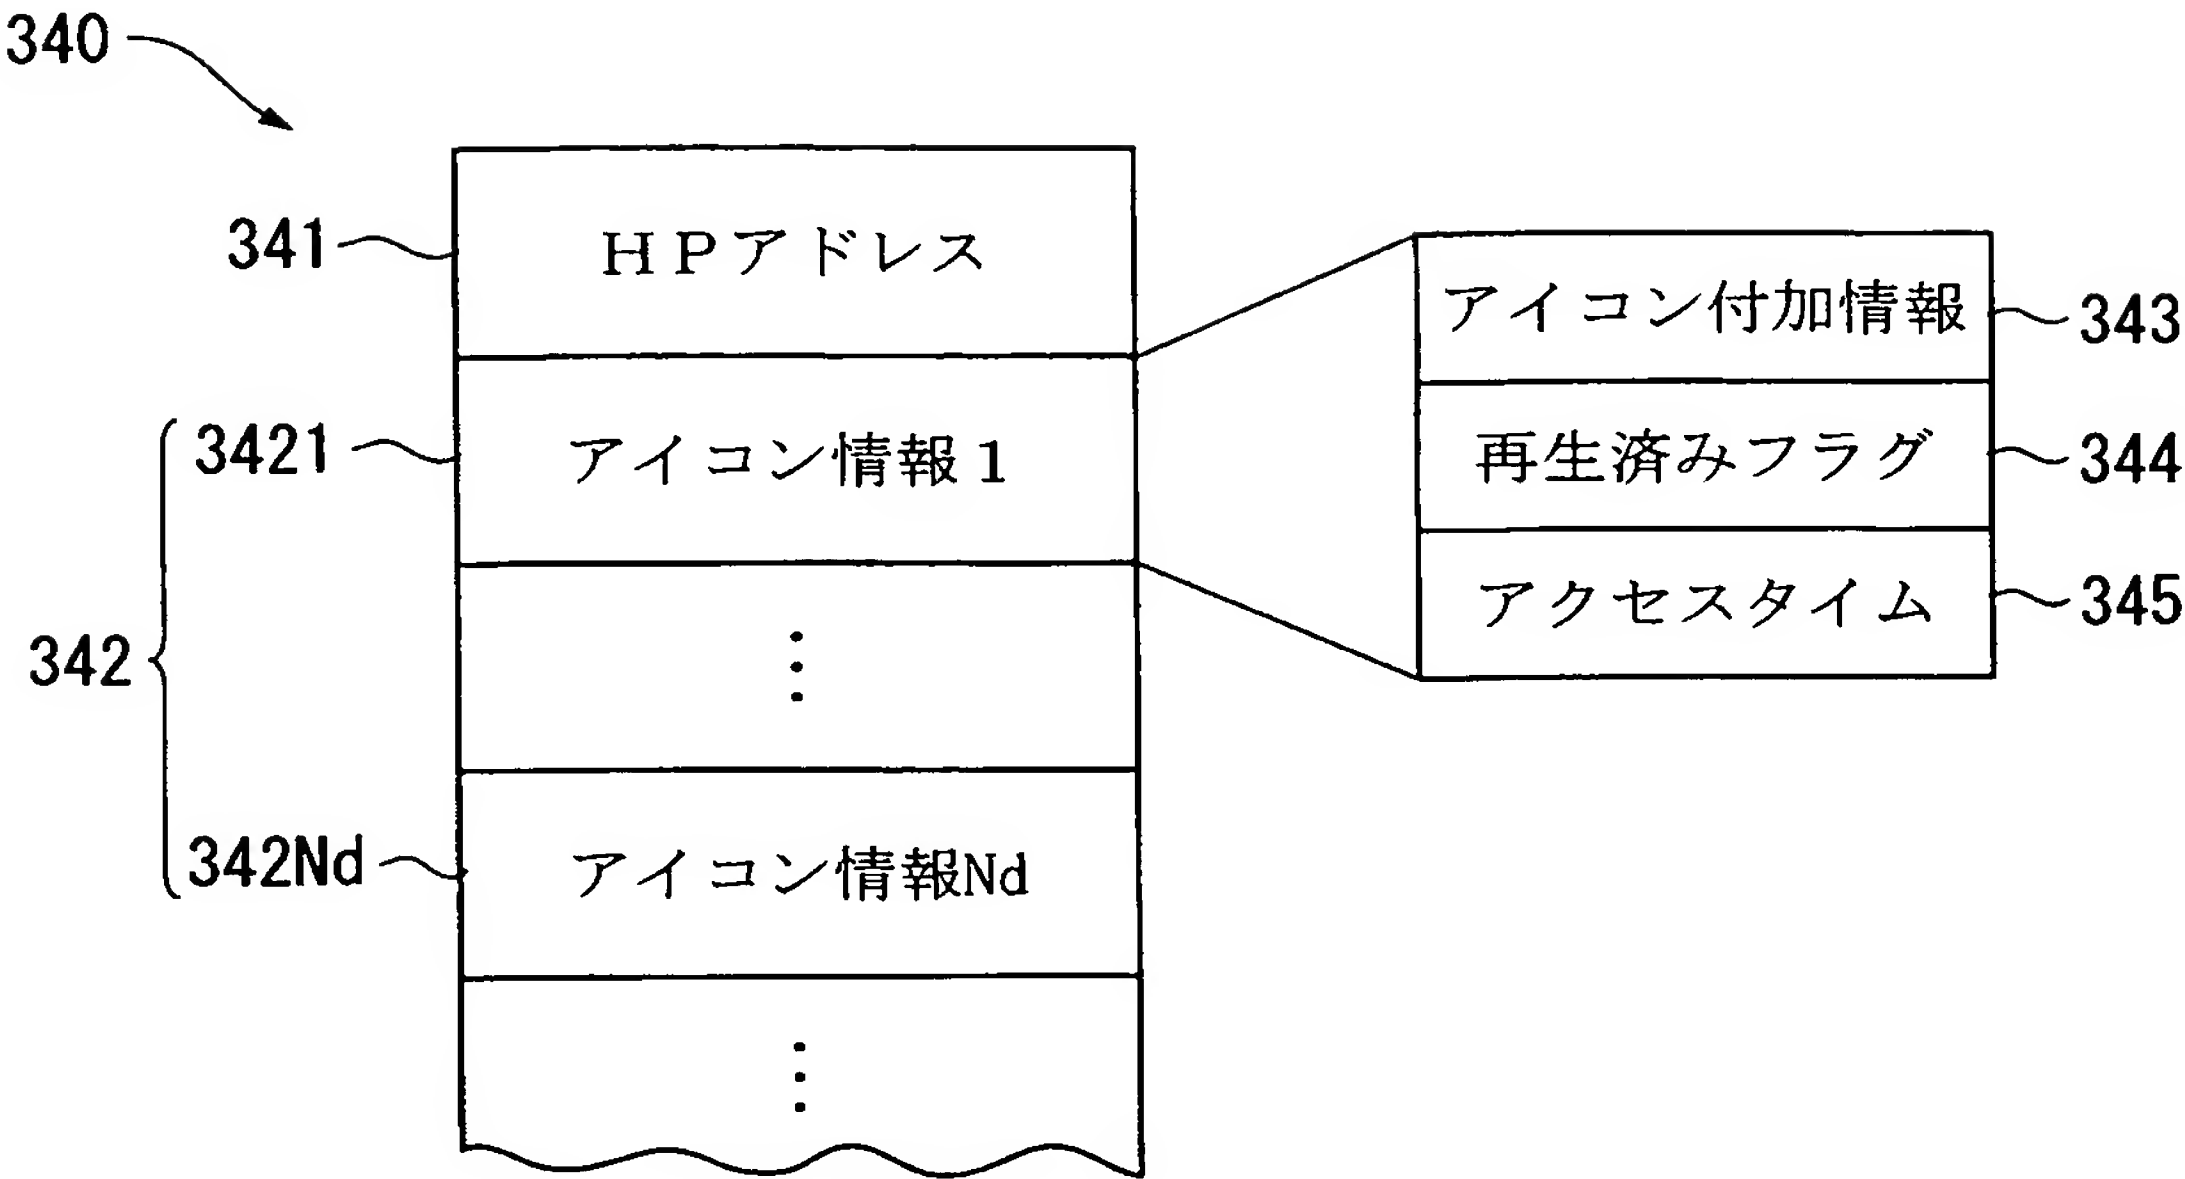 340
341
HPアドレス
アイコン付加情報
343
3421
アイコン情報1
再生済みフラグ
344
342
アクセスタイム
345
342Nd
アイコン情報Nd